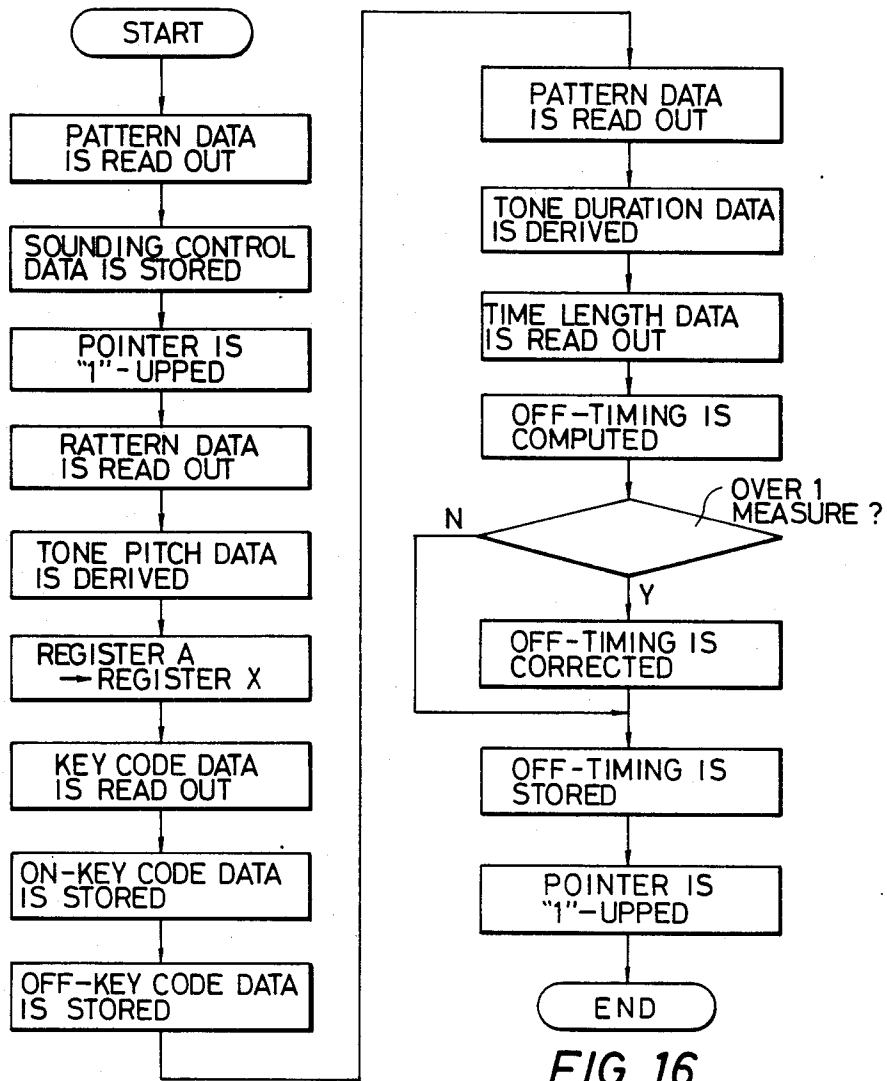 START
PATTERN DATA
IS READ OUT
SOUNDING CONTROL
DATA IS STORED
POINTER IS
"1"-UPPED
RATTERN DATA
IS READ OUT
TONE PITCH DATA
IS DERIVED
REGISTER A
→ REGISTER X
KEY CODE DATA
IS READ OUT
ON-KEY CODE DATA
IS STORED
OFF-KEY CODE DATA
IS STORED
PATTERN DATA
IS READ OUT
TONE DURATION DATA
IS DERIVED
TIME LENGTH DATA
IS READ OUT
OFF-TIMING IS
COMPUTED
OVER 1
MEASURE ?
N
Y
OFF-TIMING IS
CORRECTED
OFF-TIMING IS
STORED
POINTER IS
"1"-UPPED
END
FIG. 16